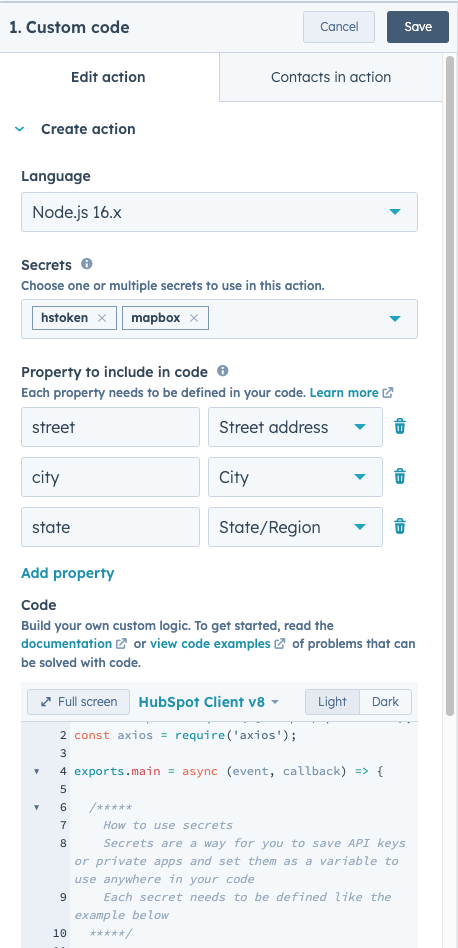 1. Custom code Cancel Save
Edit action Contacts in action
Create action
Language
Node.js 16.x
Secrets
Choose one or multiple secrets to use in this action.
hstoken × mapbox ×
Property to include in code
Each property needs to be defined in your code. Learn more
street Street address
city City
state State/Region
Add property
Code
Build your own custom logic. To get started, read the
documentation or view code examples of problems that can
be solved with code.
Full screen HubSpot Client v8 Light Dark
2 const axios = require('axios');
3
4 exports.main = async (event, callback) => {
5
6 /*****
7 How to use secrets
8 Secrets are a way for you to save API keys
or private apps and set them as a variable to
use anywhere in your code
9 Each secret needs to be defined like the
example below
10 *****/